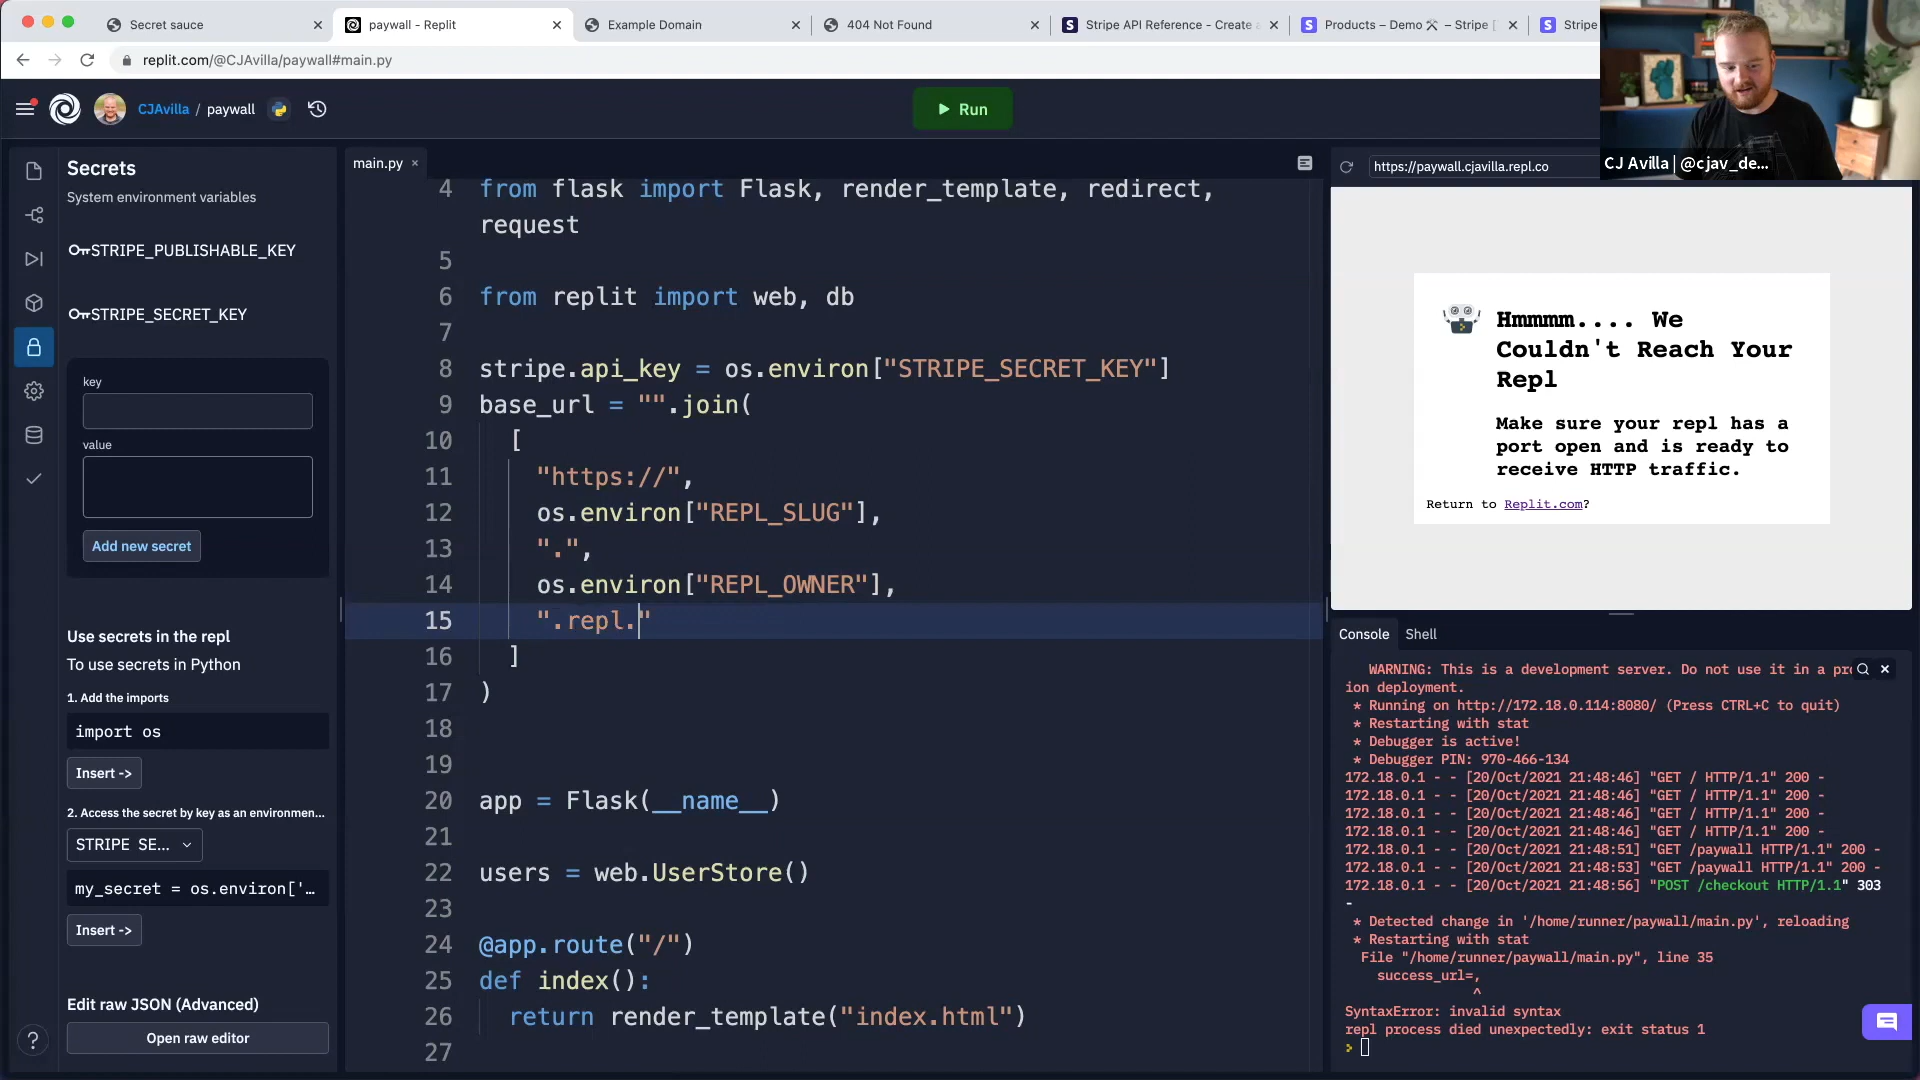 Secret sauce
paywall - Replit
Example Domain
404 Not Found
Stripe API Reference - Create a
Products – Demo 🛠 – Stripe [
Stripe
replit.com/@CJAvilla/paywall#main.py
CJAvilla / paywall
Run
CJ Avilla | @cjav_de...
Secrets
System environment variables
STRIPE_PUBLISHABLE_KEY
STRIPE_SECRET_KEY
key
value
Add new secret
Use secrets in the repl
To use secrets in Python
1. Add the imports
import os
Insert ->
2. Access the secret by key as an environmen...
STRIPE SE...
my_secret = os.environ['...
Insert ->
Edit raw JSON (Advanced)
Open raw editor
?
main.py
4 from flask import Flask, render_template, redirect,
request
5
6 from replit import web, db
7
8 stripe.api_key = os.environ["STRIPE_SECRET_KEY"]
9 base_url = "".join(
10 [
11 "https://",
12 os.environ["REPL_SLUG"],
13 ".",
14 os.environ["REPL_OWNER"],
15 ".repl."
16 ]
17 )
18
19
20 app = Flask(__name__)
21
22 users = web.UserStore()
23
24 @app.route("/")
25 def index():
26 return render_template("index.html")
27
https://paywall.cjavilla.repl.co
Hmmmm.... We
Couldn't Reach Your
Repl
Make sure your repl has a
port open and is ready to
receive HTTP traffic.
Return to Replit.com?
Console
Shell
WARNING: This is a development server. Do not use it in a pro
ion deployment.
* Running on http://172.18.0.114:8080/ (Press CTRL+C to quit)
* Restarting with stat
* Debugger is active!
* Debugger PIN: 970-466-134
172.18.0.1 - - [20/Oct/2021 21:48:46] "GET / HTTP/1.1" 200 -
172.18.0.1 - - [20/Oct/2021 21:48:46] "GET / HTTP/1.1" 200 -
172.18.0.1 - - [20/Oct/2021 21:48:46] "GET / HTTP/1.1" 200 -
172.18.0.1 - - [20/Oct/2021 21:48:46] "GET / HTTP/1.1" 200 -
172.18.0.1 - - [20/Oct/2021 21:48:51] "GET /paywall HTTP/1.1" 200 -
172.18.0.1 - - [20/Oct/2021 21:48:53] "GET /paywall HTTP/1.1" 200 -
172.18.0.1 - - [20/Oct/2021 21:48:56] "POST /checkout HTTP/1.1" 303
-
* Detected change in '/home/runner/paywall/main.py', reloading
* Restarting with stat
File "/home/runner/paywall/main.py", line 35
success_url=,
^
SyntaxError: invalid syntax
repl process died unexpectedly: exit status 1